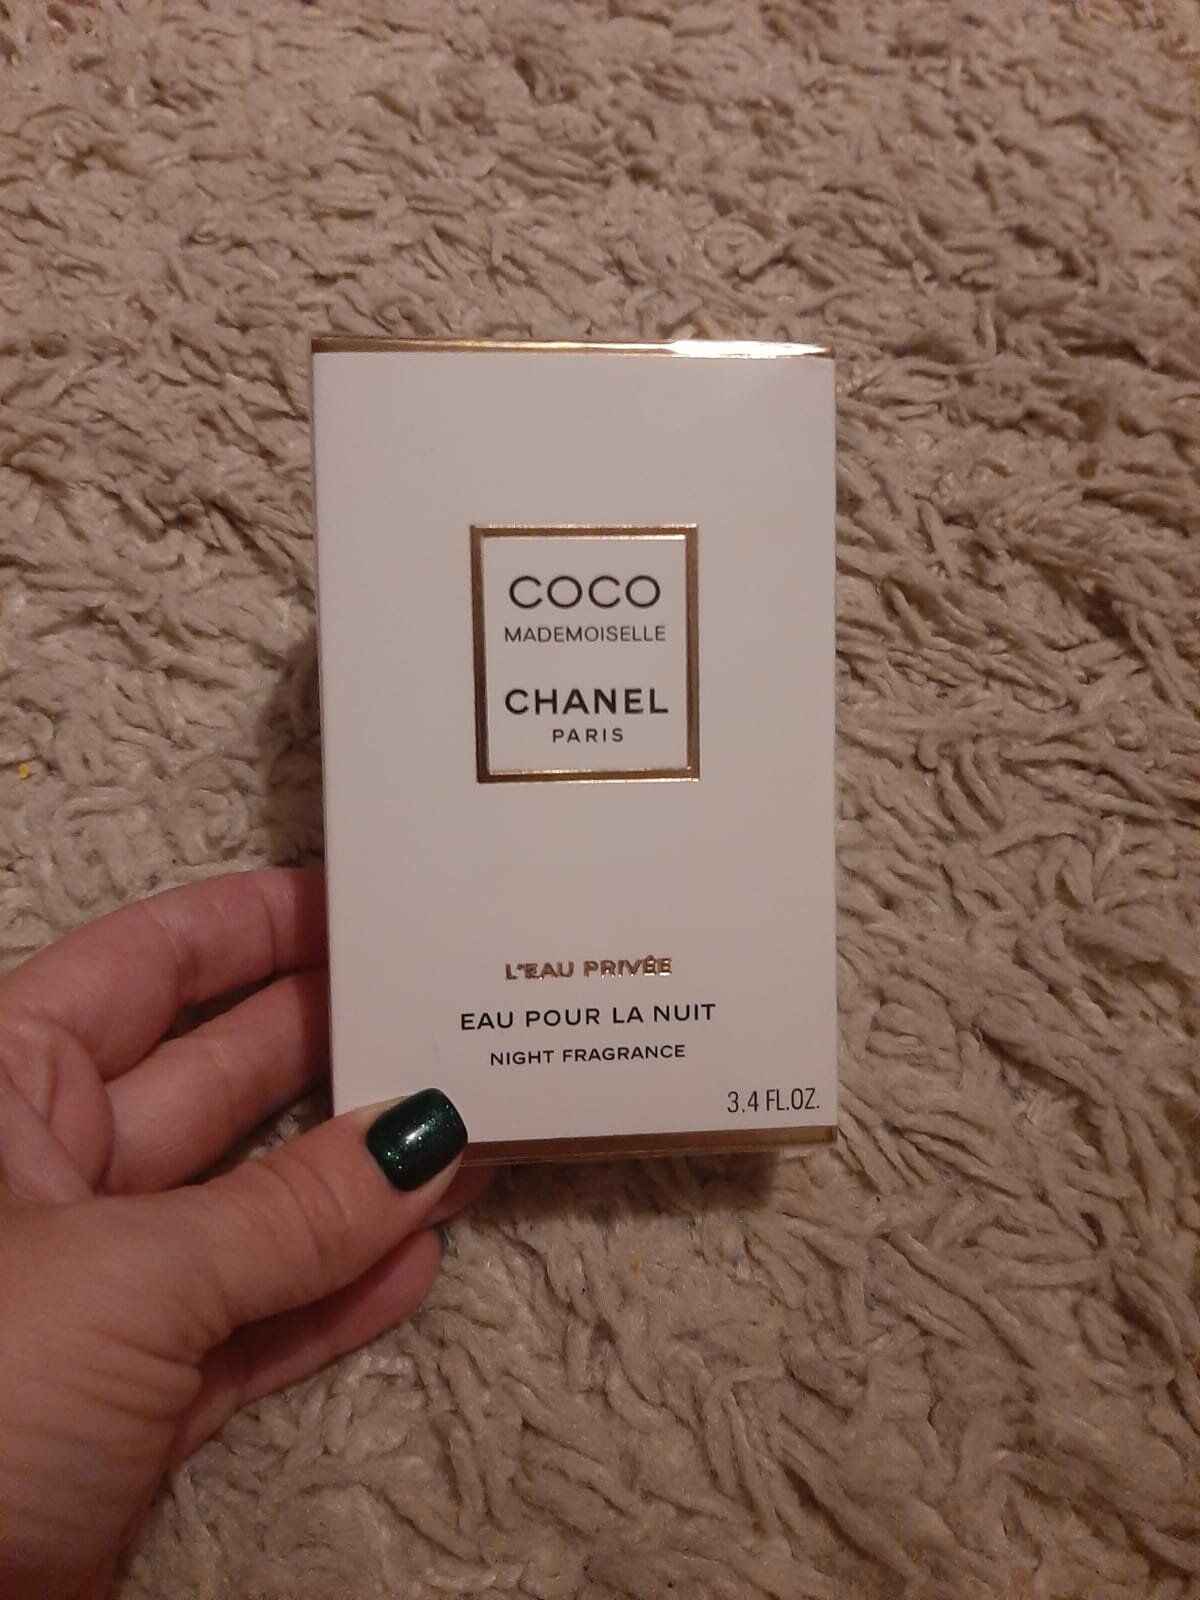 COCO
MADEMOISELLE
CHANEL
PARIS
L'EAU PRIVÉE
EAU POUR LA NUIT
NIGHT FRAGRANCE
3.4 FL.OZ.